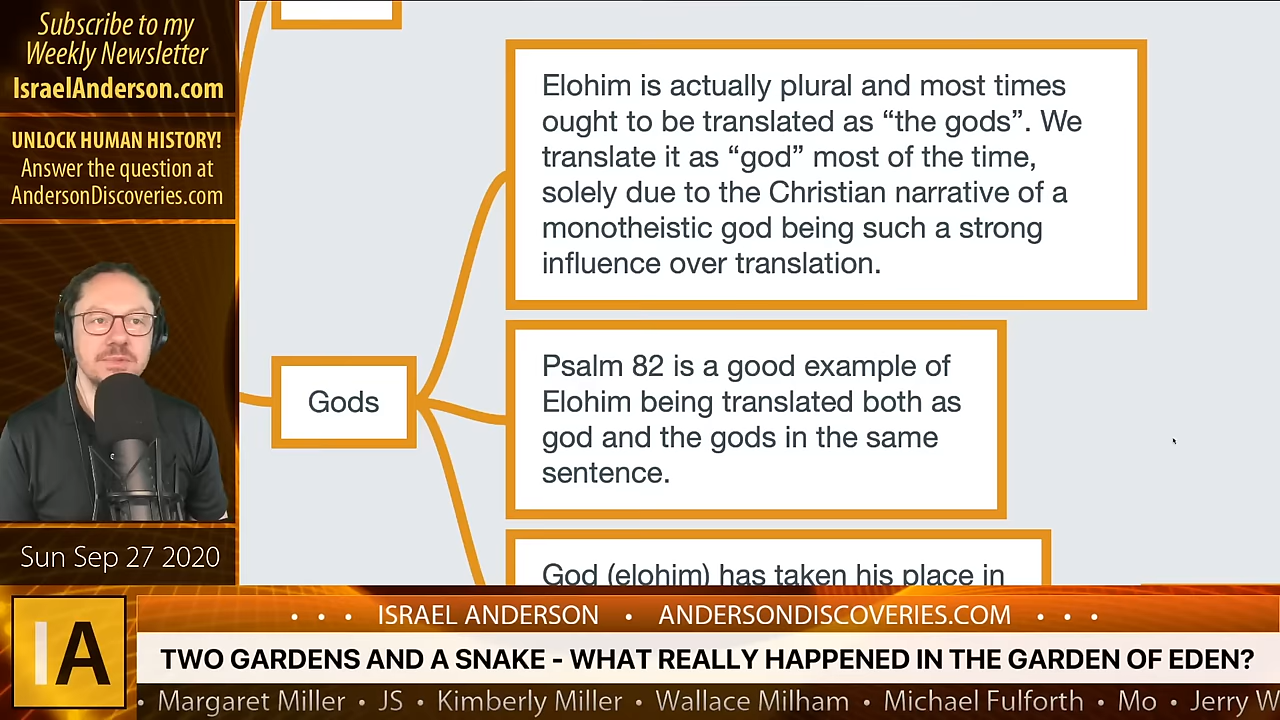 Subscribe to my
Weekly Newsletter
IsraelAnderson.com
UNLOCK HUMAN HISTORY!
Answer the question at
AndersonDiscoveries.com
Elohim is actually plural and most times
ought to be translated as “the gods”. We
translate it as “god” most of the time,
solely due to the Christian narrative of a
monotheistic god being such a strong
influence over translation.
Gods
Psalm 82 is a good example of
Elohim being translated both as
god and the gods in the same
sentence.
God (elohim) has taken his place in
Sun Sep 27 2020
IA
• • • ISRAEL ANDERSON • ANDERSONDISCOVERIES.COM • • •
TWO GARDENS AND A SNAKE - WHAT REALLY HAPPENED IN THE GARDEN OF EDEN?
• Margaret Miller • JS • Kimberly Miller • Wallace Milham • Michael Fulforth • Mo • Jerry W